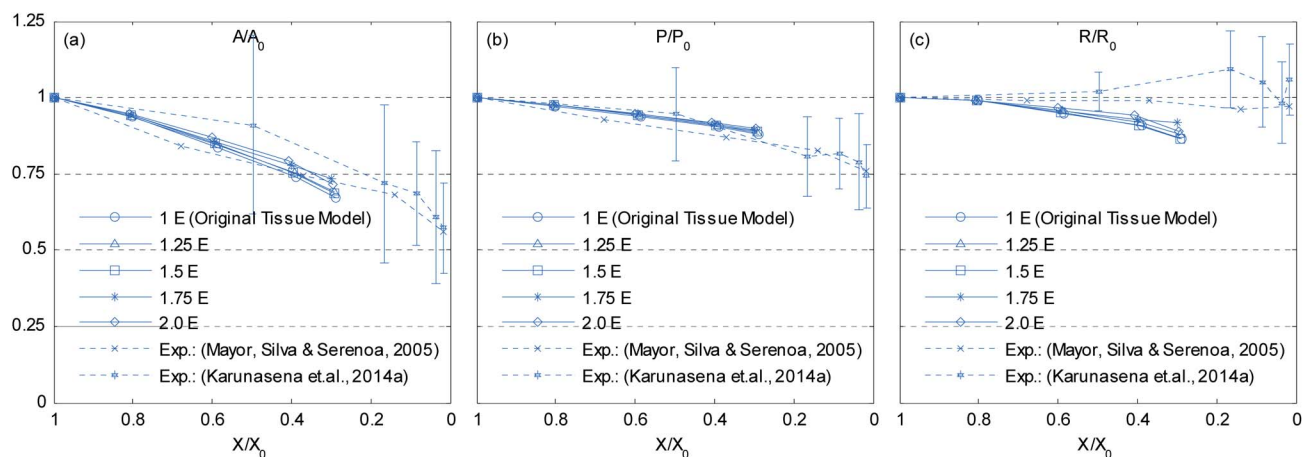 (a) A/A0
1.25
1
0.75
0.5
0.25
0
1 E (Original Tissue Model)
1.25 E
1.5 E
1.75 E
2.0 E
Exp.: (Mayor, Silva & Serenoa, 2005)
Exp.: (Karunasena et.al., 2014a)
1 0.8 0.6 0.4 0.2 0
X/X0
(b) P/P0
1 E (Original Tissue Model)
1.25 E
1.5 E
1.75 E
2.0 E
Exp.: (Mayor, Silva & Serenoa, 2005)
Exp.: (Karunasena et.al., 2014a)
1 0.8 0.6 0.4 0.2 0
X/X0
(c) R/R0
1 E (Original Tissue Model)
1.25 E
1.5 E
1.75 E
2.0 E
Exp.: (Mayor, Silva & Serenoa, 2005)
Exp.: (Karunasena et.al., 2014a)
1 0.8 0.6 0.4 0.2 0
X/X0